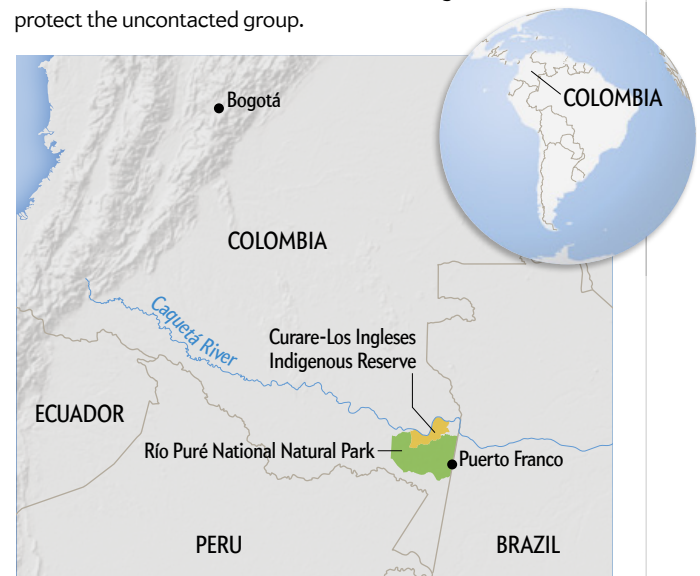 protect the uncontacted group.
COLOMBIA
Bogotá
COLOMBIA
Caquetá River
Curare-Los Ingleses
Indigenous Reserve
ECUADOR
Río Puré National Natural Park
Puerto Franco
PERU
BRAZIL